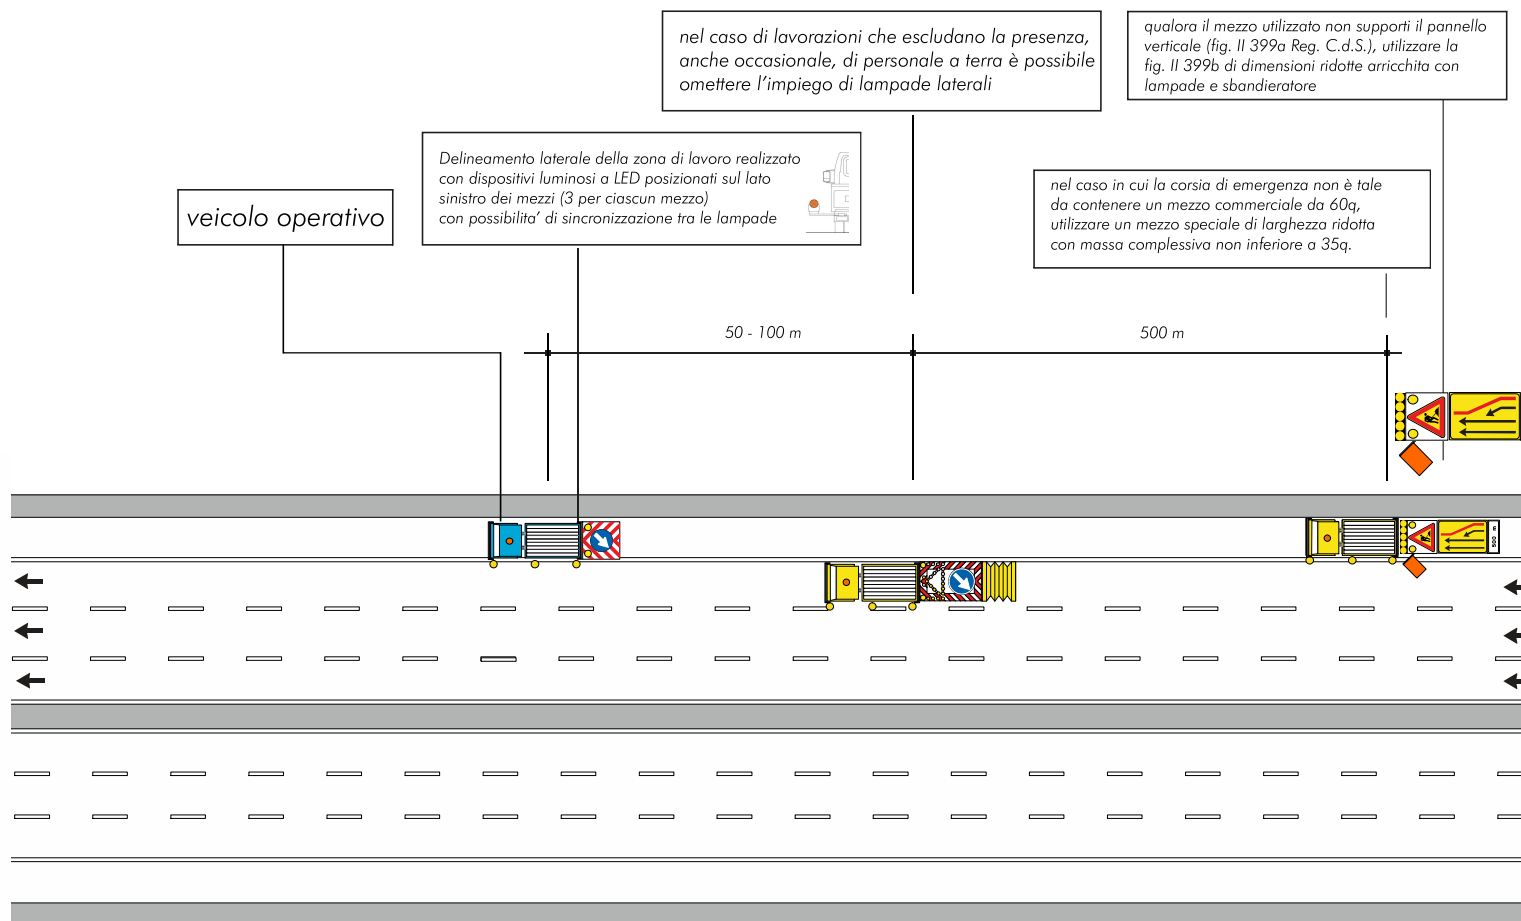 nel caso di lavorazioni che escludano la presenza,
anche occasionale, di personale a terra è possibile
omettere l'impiego di lampade laterali
qualora il mezzo utilizzato non supporti il pannello
verticale (fig. II 399a Reg. C.d.S.), utilizzare la
fig. II 399b di dimensioni ridotte arricchita con
lampade e sbandieratore
Delineamento laterale della zona di lavoro realizzato
con dispositivi luminosi a LED posizionati sul lato
sinistro dei mezzi (3 per ciascun mezzo)
con possibilita' di sincronizzazione tra le lampade
veicolo operativo
nel caso in cui la corsia di emergenza non è tale
da contenere un mezzo commerciale da 60q,
utilizzare un mezzo speciale di larghezza ridotta
con massa complessiva non inferiore a 35q.
50 - 100 m
500 m
500 m